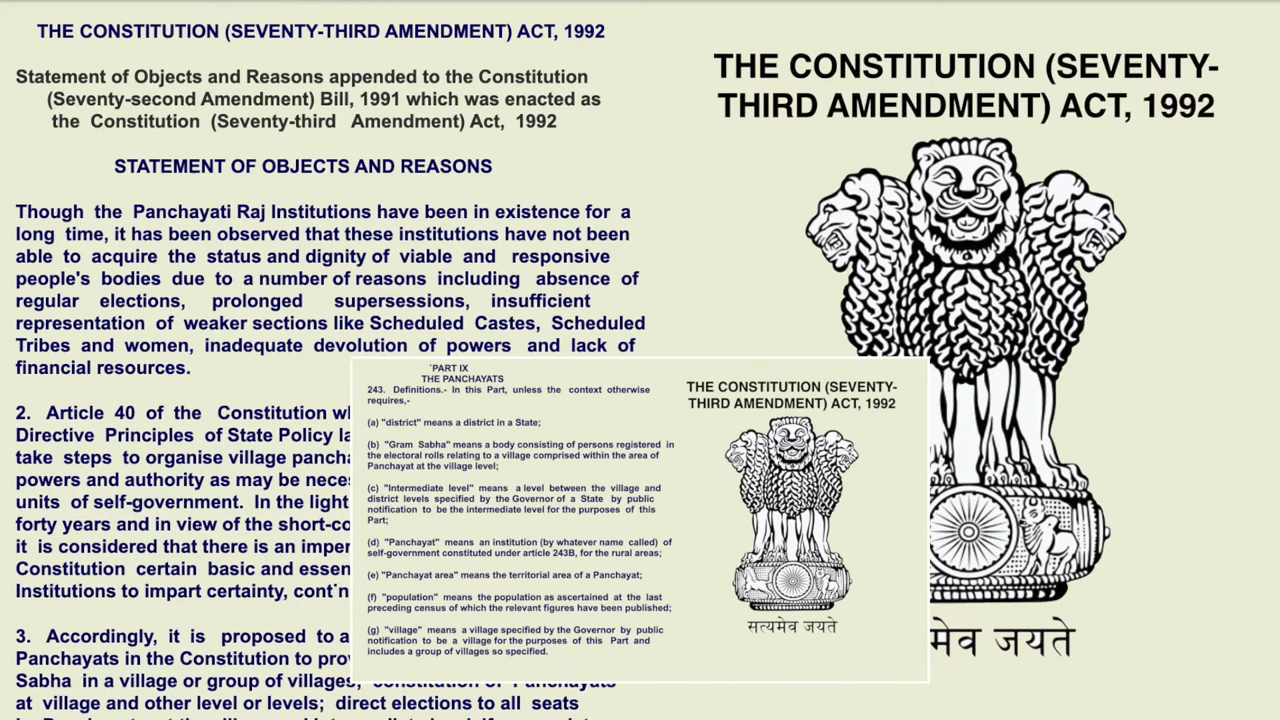 THE CONSTITUTION (SEVENTY-THIRD AMENDMENT) ACT, 1992
Statement of Objects and Reasons appended to the Constitution
(Seventy-second Amendment) Bill, 1991 which was enacted as
the Constitution (Seventy-third Amendment) Act, 1992
STATEMENT OF OBJECTS AND REASONS
Though the Panchayati Raj Institutions have been in existence for a
long time, it has been observed that these institutions have not been
able to acquire the status and dignity of viable and responsive
people's bodies due to a number of reasons including absence of
regular elections, prolonged supersessions, insufficient
representation of weaker sections like Scheduled Castes, Scheduled
Tribes and women, inadequate devolution of powers and lack of
financial resources.
2. Article 40 of the Constitution
Directive Principles of State Policy
take steps to organise village
powers and authority as may be
units of self-government. In the light
forty years and in view of the
it is considered that there is an
Constitution certain basic and
Institutions to impart certainty,
3. Accordingly, it is proposed to
Panchayats in the Constitution to
Sabha in a village or group of villages; constitution of Panchayats
at village and other level or levels; direct elections to all seats
THE CONSTITUTION (SEVENTY-
THIRD AMENDMENT) ACT, 1992
जयते
`PART IX
THE PANCHAYATS
243. Definitions.- In this Part, unless the context otherwise
requires,-
(a) "district" means a district in a State;
(b) "Gram Sabha" means a body consisting of persons registered in
the electoral rolls relating to a village comprised within the area of
Panchayat at the village level;
(c) "Intermediate level" means a level between the village and
district levels specified by the Governor of a State by public
notification to be the intermediate level for the purposes of this
Part;
(d) "Panchayat" means an institution (by whatever name called) of
self-government constituted under article 243B, for the rural areas;
(e) "Panchayat area" means the territorial area of a Panchayat;
(f) "population" means the population as ascertained at the last
preceding census of which the relevant figures have been published;
(g) "village" means a village specified by the Governor by public
notification to be a village for the purposes of this Part and
includes a group of villages so specified.
THE CONSTITUTION (SEVENTY-
THIRD AMENDMENT) ACT, 1992
सत्यमेव जयते